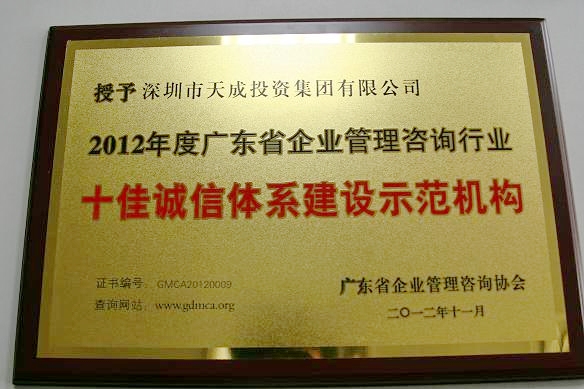 授予 深圳市天成投资集团有限公司
2012年度广东省企业管理咨询行业
十佳诚信体系建设示范机构
证书编号：GMCA20120009
查询网站：www.gdmca.org
广东省企业管理咨询协会
二〇一二年十一月